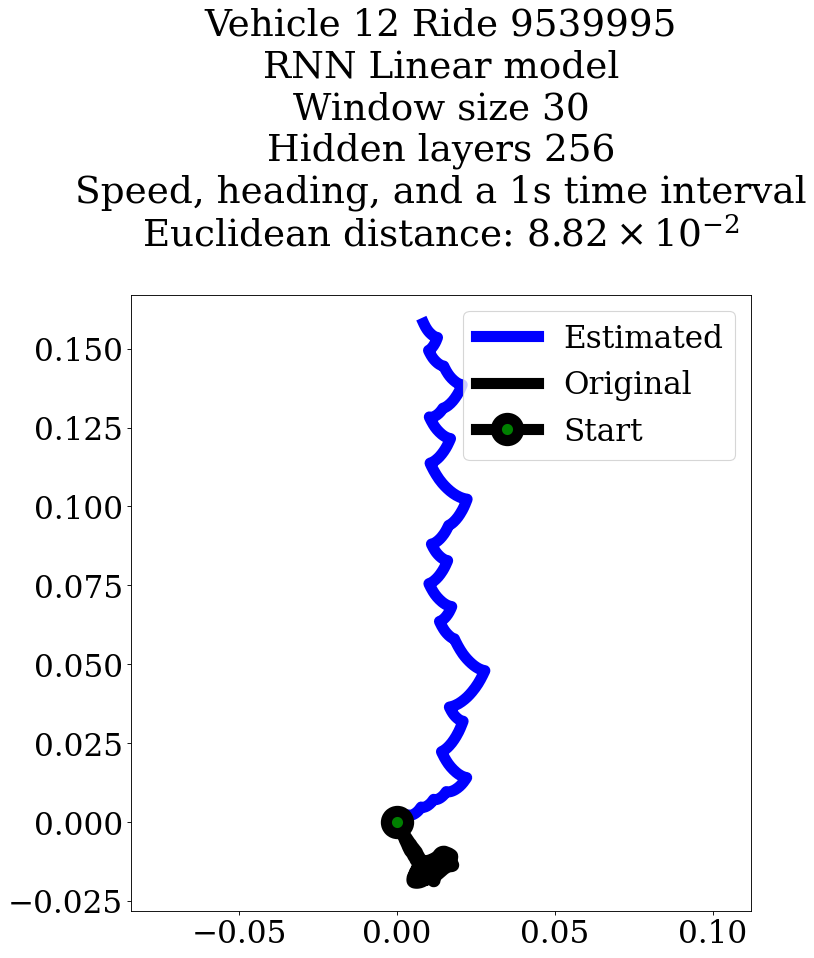 Vehicle 12 Ride 9539995
RNN Linear model
Window size 30
Hidden layers 256
Speed, heading, and a 1s time interval
Euclidean distance: 8.82 × 10⁻²
Estimated
Original
Start
0.150
0.125
0.100
0.075
0.050
0.025
0.000
−0.025
−0.05 0.00 0.05 0.10